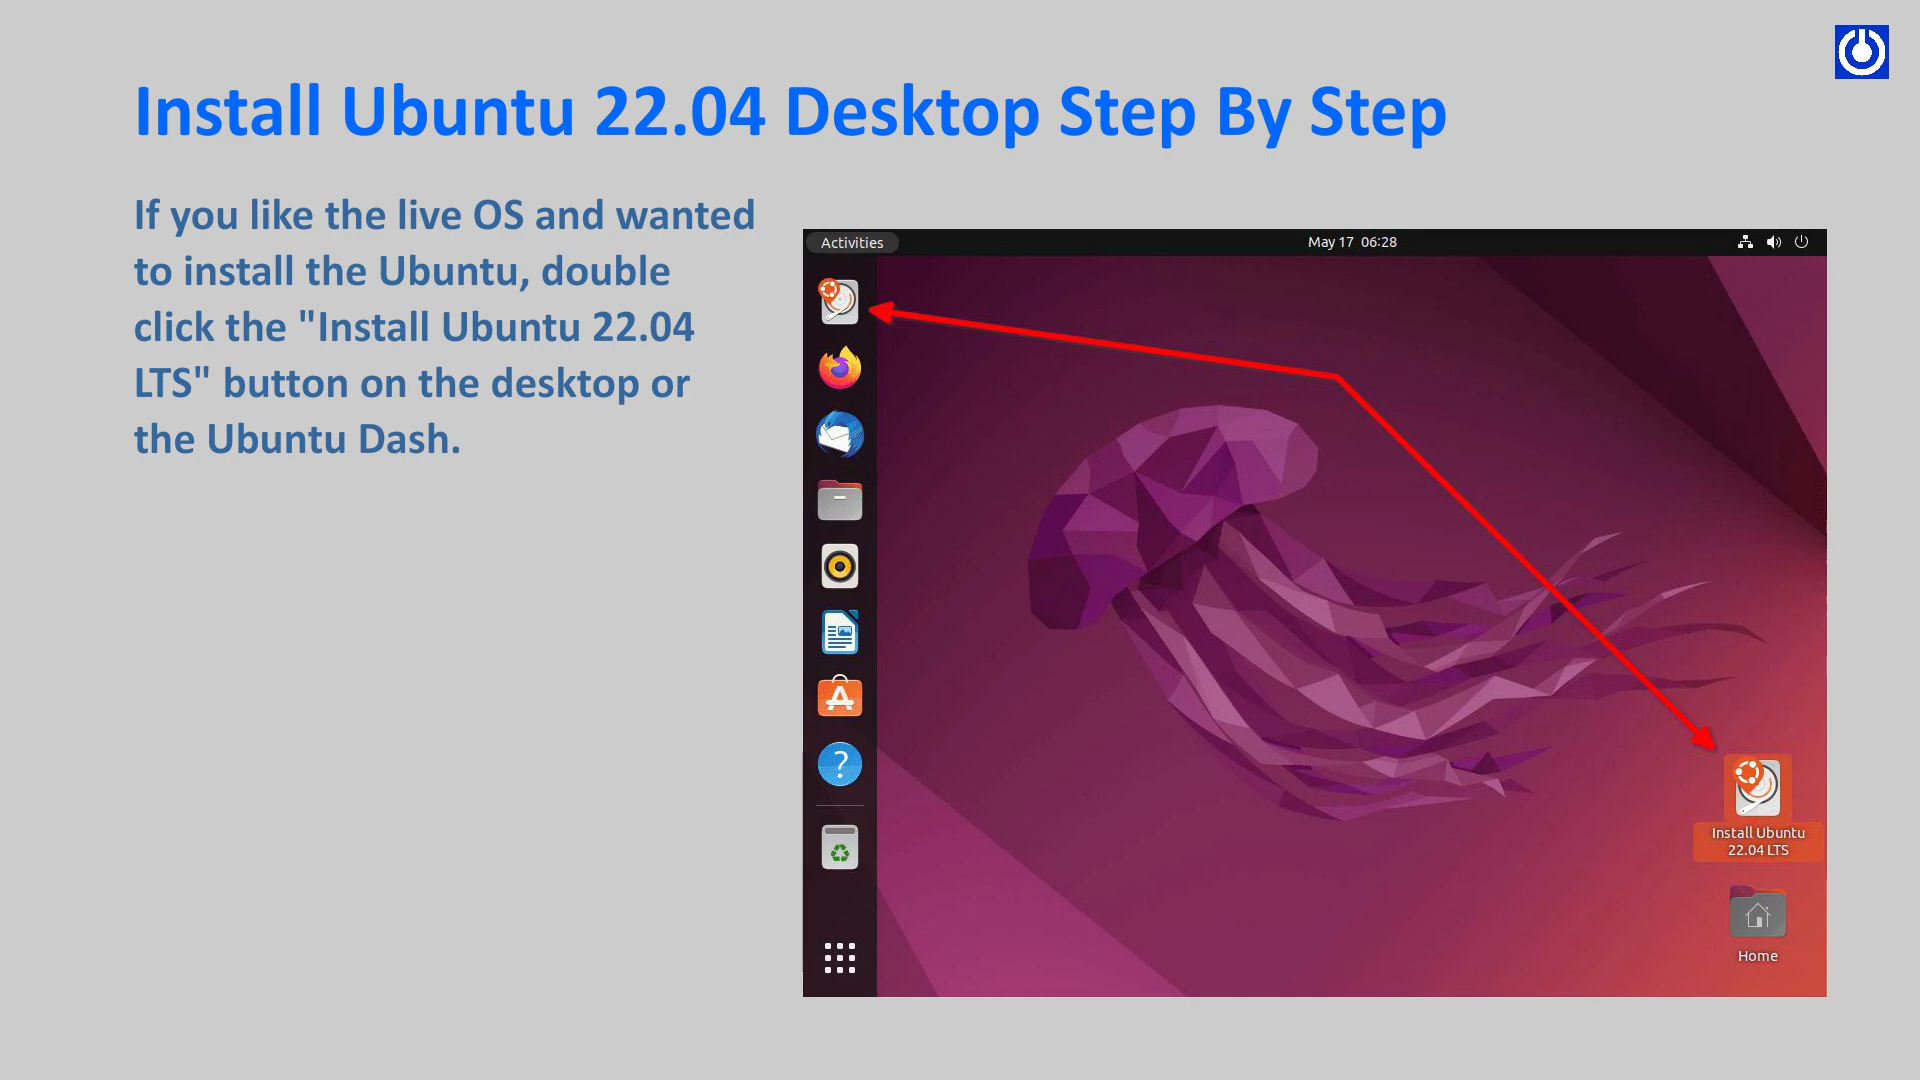 Install Ubuntu 22.04 Desktop Step By Step
If you like the live OS and wanted
to install the Ubuntu, double
click the "Install Ubuntu 22.04
LTS" button on the desktop or
the Ubuntu Dash.
Activities
May 17 06:28
Install Ubuntu
22.04 LTS
Home